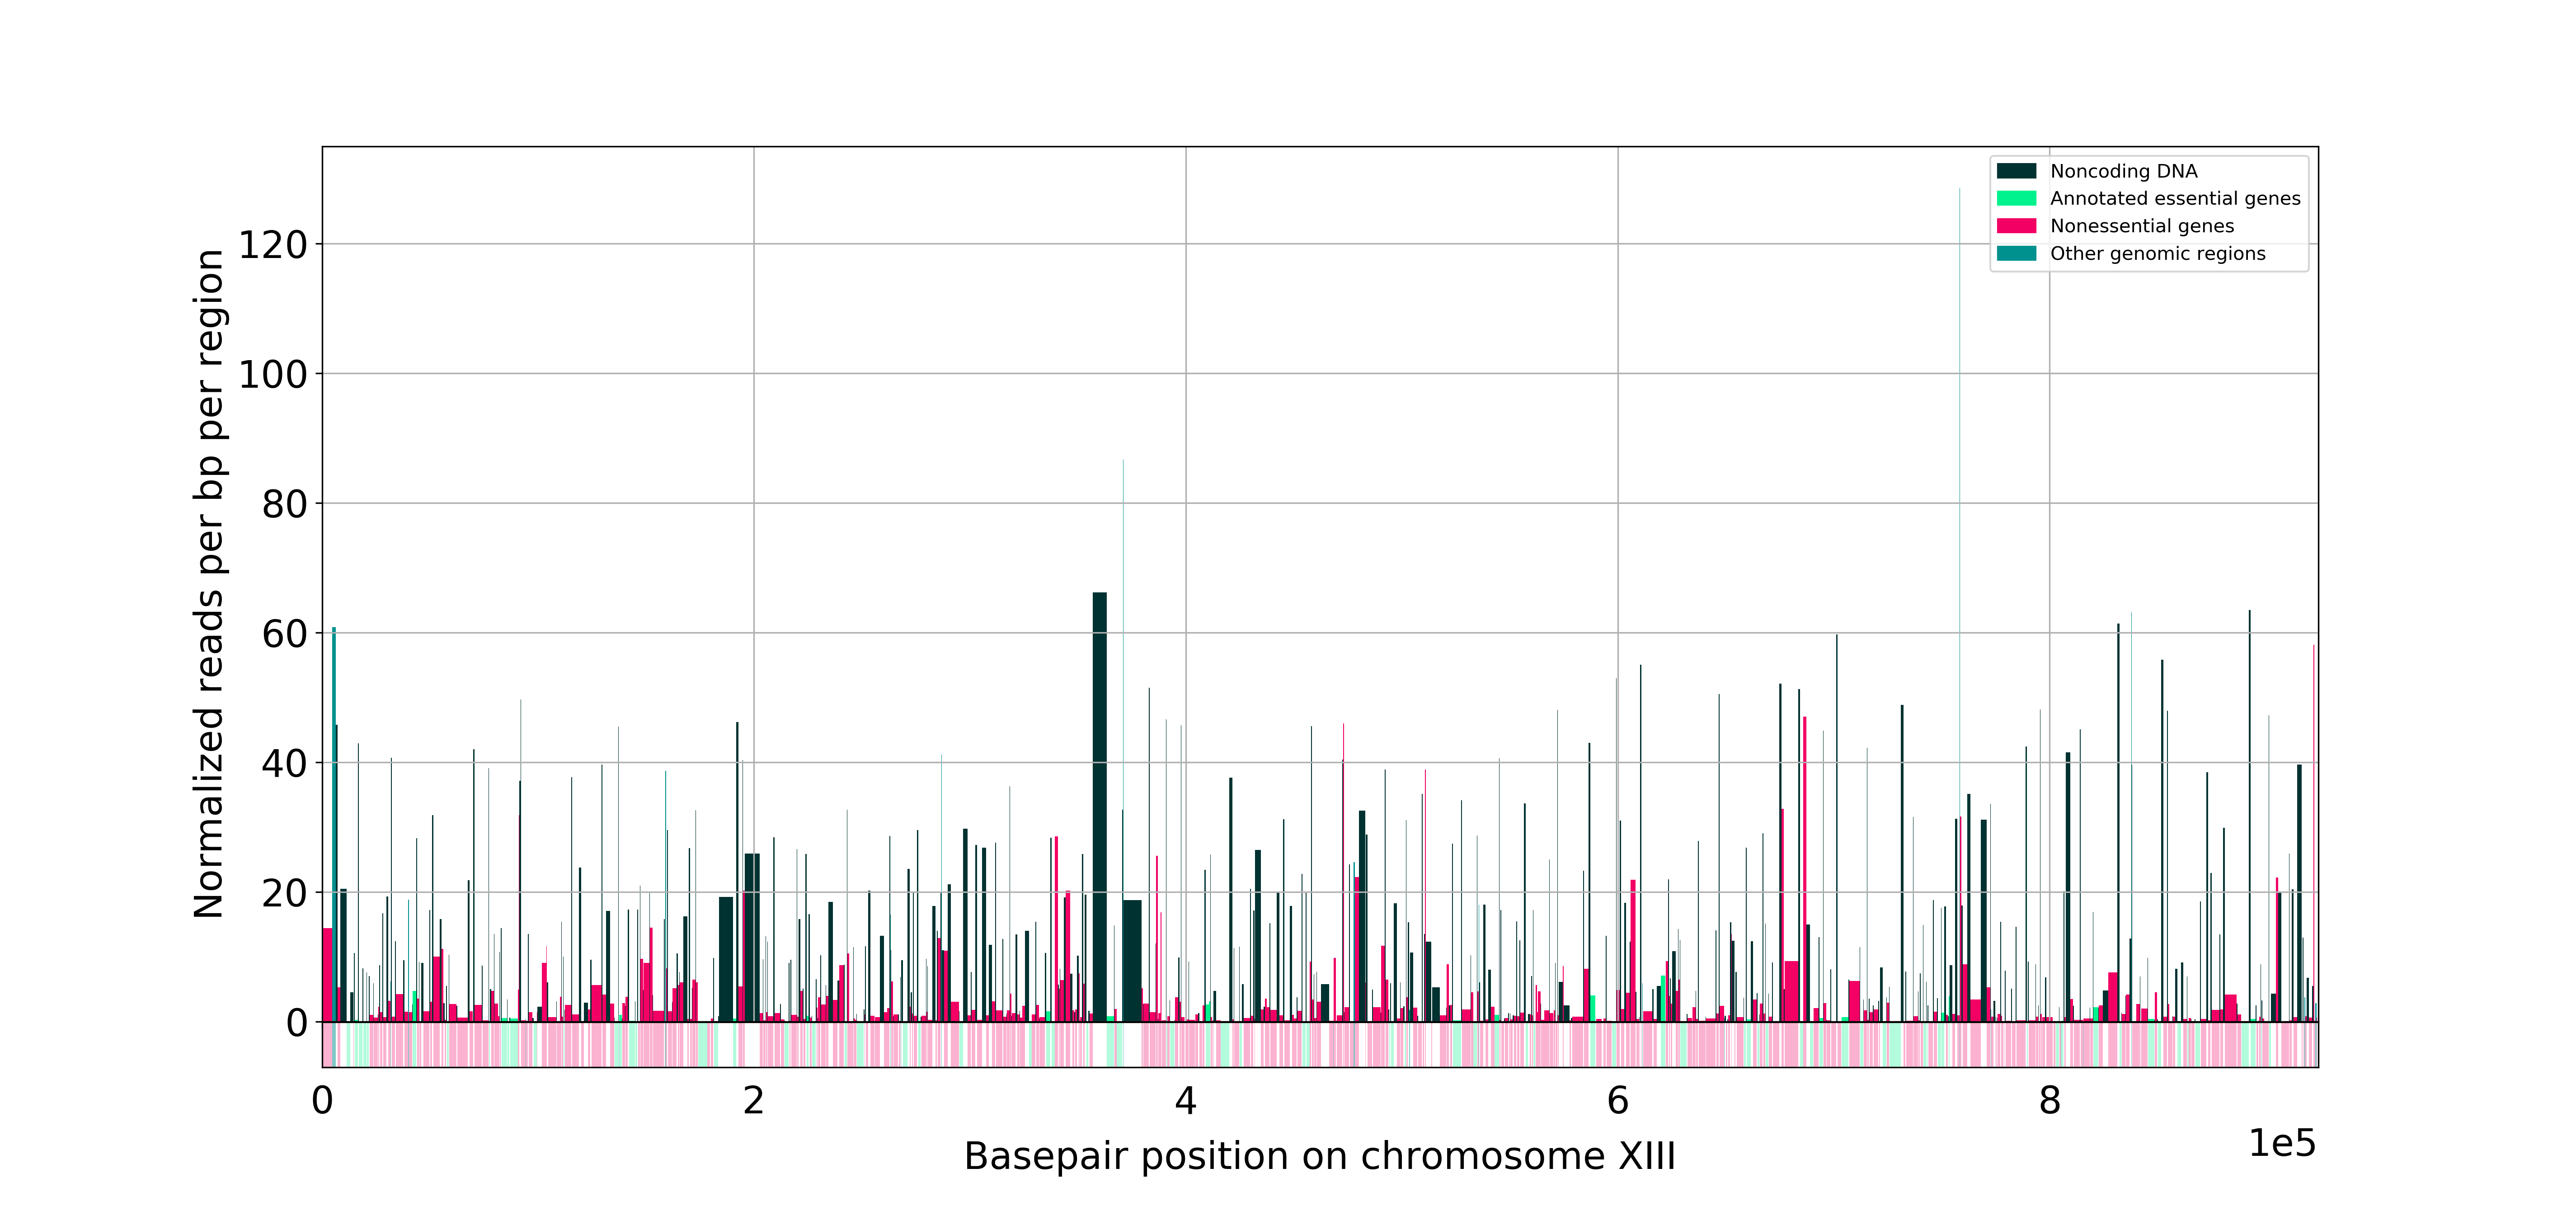 Noncoding DNA
Annotated essential genes
Nonessential genes
Other genomic regions
Normalized reads per bp per region
120
100
80
60
40
20
0
0 2 4 6 8
1e5
Basepair position on chromosome XIII